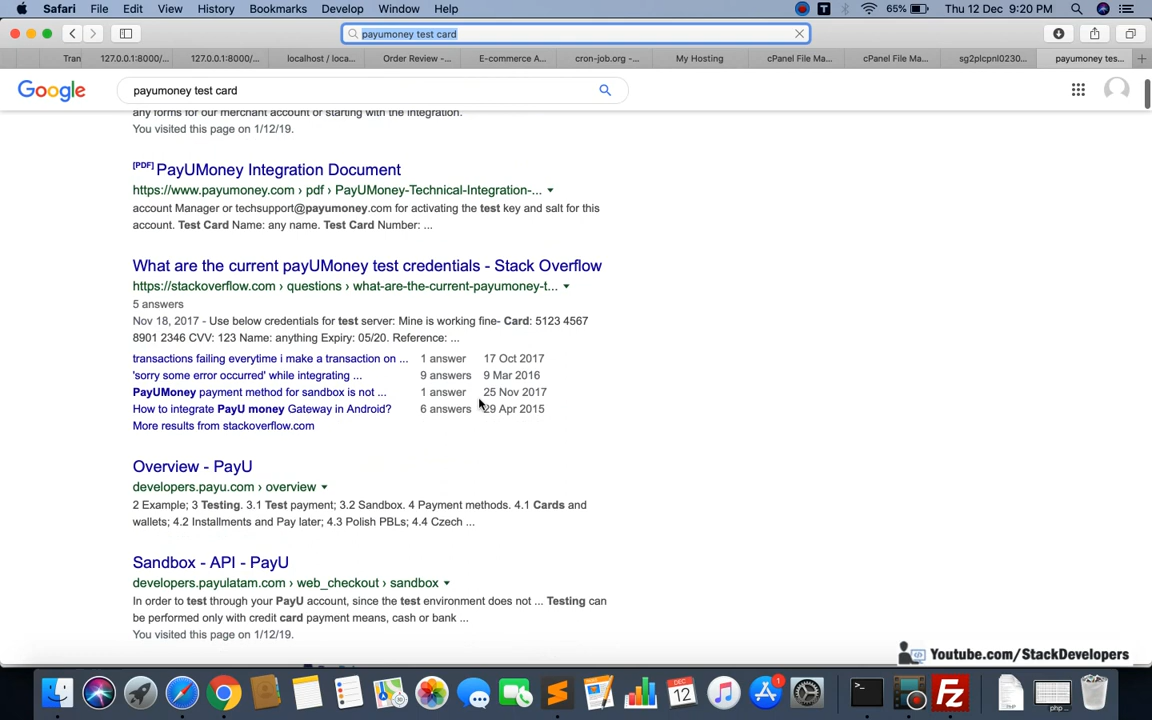 Safari File Edit View History Bookmarks Develop Window Help T 65% Thu 12 Dec 9:20 PM
payumoney test card
Tran 127.0.0.1:8000/... 127.0.0.1:8000/... localhost / loca... Order Review -... E-commerce A... cron-job.org -... My Hosting cPanel File Ma... cPanel File Ma... sg2plcpnl0230... payumoney tes...
Google payumoney test card
any forms for our merchant account or starting with the integration.
You visited this page on 1/12/19.
[PDF] PayUMoney Integration Document
https://www.payumoney.com › pdf › PayUMoney-Technical-Integration-...
account Manager or techsupport@payumoney.com for activating the test key and salt for this
account. Test Card Name: any name. Test Card Number: ...
What are the current payUMoney test credentials - Stack Overflow
https://stackoverflow.com › questions › what-are-the-current-payumoney-t...
5 answers
Nov 18, 2017 - Use below credentials for test server: Mine is working fine- Card: 5123 4567
8901 2346 CVV: 123 Name: anything Expiry: 05/20. Reference: ...
transactions failing everytime i make a transaction on ... 1 answer 17 Oct 2017
'sorry some error occurred' while integrating ... 9 answers 9 Mar 2016
PayUMoney payment method for sandbox is not ... 1 answer 25 Nov 2017
How to integrate PayU money Gateway in Android? 6 answers 29 Apr 2015
More results from stackoverflow.com
Overview - PayU
developers.payu.com › overview
2 Example; 3 Testing. 3.1 Test payment; 3.2 Sandbox. 4 Payment methods. 4.1 Cards and
wallets; 4.2 Installments and Pay later; 4.3 Polish PBLs; 4.4 Czech ...
Sandbox - API - PayU
developers.payulatam.com › web_checkout › sandbox
In order to test through your PayU account, since the test environment does not ... Testing can
be performed only with credit card payment means, cash or bank ...
You visited this page on 1/12/19.
Youtube.com/StackDevelopers
DEC
12
1
PHP
php